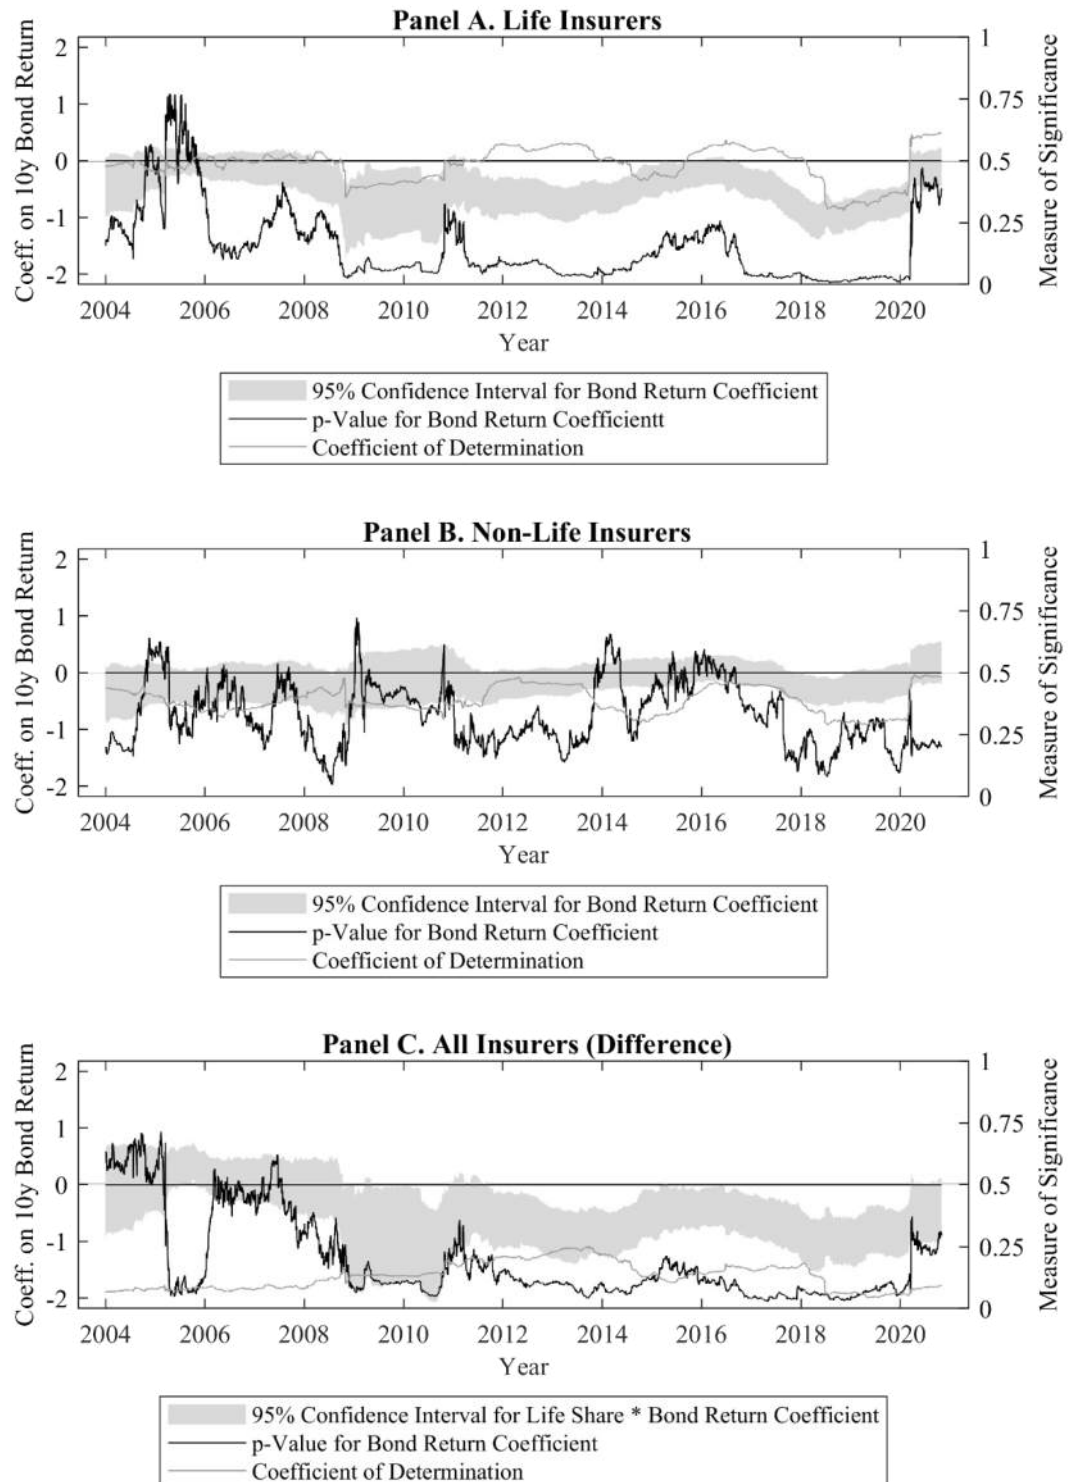 Panel A. Life Insurers
Coeff. on 10y Bond Return
2
1
0
-1
-2
1
0.75
0.5
0.25
0
Measure of Significance
2004 2006 2008 2010 2012 2014 2016 2018 2020
Year
95% Confidence Interval for Bond Return Coefficient
p-Value for Bond Return Coefficientt
Coefficient of Determination
Panel B. Non-Life Insurers
Coeff. on 10y Bond Return
2
1
0
-1
-2
1
0.75
0.5
0.25
0
Measure of Significance
2004 2006 2008 2010 2012 2014 2016 2018 2020
Year
95% Confidence Interval for Bond Return Coefficient
p-Value for Bond Return Coefficient
Coefficient of Determination
Panel C. All Insurers (Difference)
Coeff. on 10y Bond Return
2
1
0
-1
-2
1
0.75
0.5
0.25
0
Measure of Significance
2004 2006 2008 2010 2012 2014 2016 2018 2020
Year
95% Confidence Interval for Life Share * Bond Return Coefficient
p-Value for Bond Return Coefficient
Coefficient of Determination